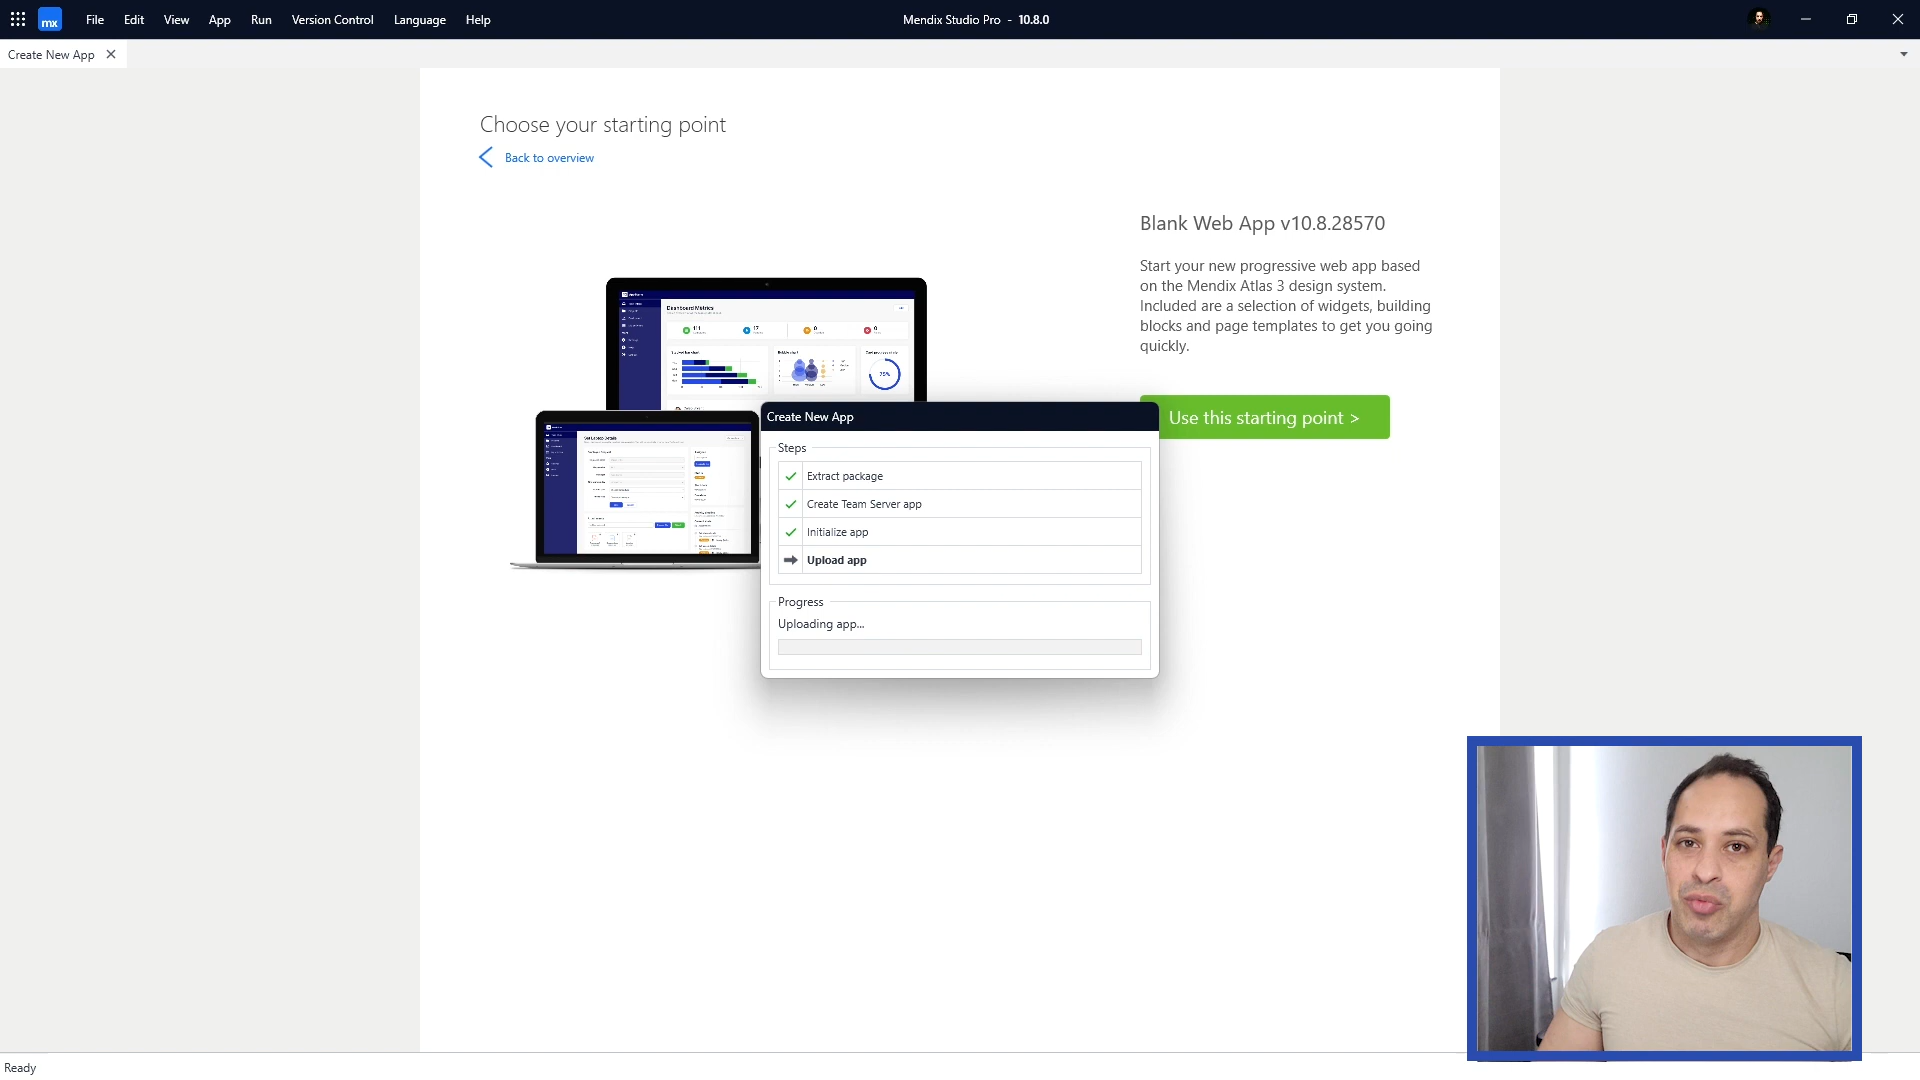 mx
File Edit View App Run Version Control Language Help
Mendix Studio Pro - 10.8.0
Create New App
Choose your starting point
Back to overview
Blank Web App v10.8.28570
Start your new progressive web app based
on the Mendix Atlas 3 design system.
Included are a selection of widgets, building
blocks and page templates to get you going
quickly.
Use this starting point >
Dashboard Metrics
75%
Create New App
Steps
Extract package
Create Team Server app
Initialize app
Upload app
Progress
Uploading app...
Ready